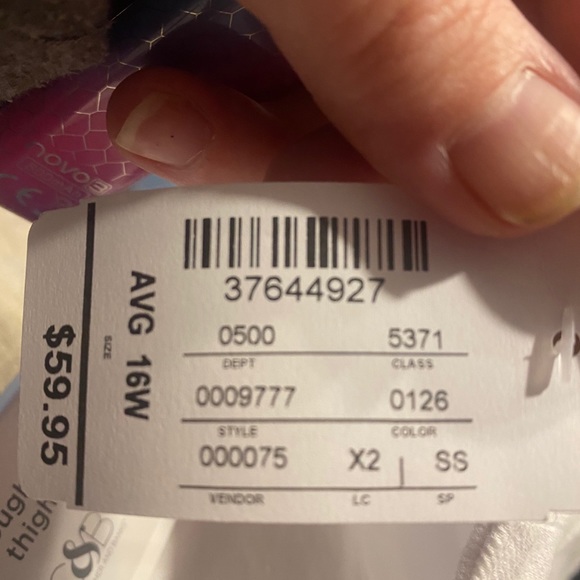 novo
37644927
0500 5371
DEPT CLASS
0009777 0126
STYLE COLOR
000075 X2 SS
VENDOR LC SP
SIZE
AVG 16W
$59.95
thigh